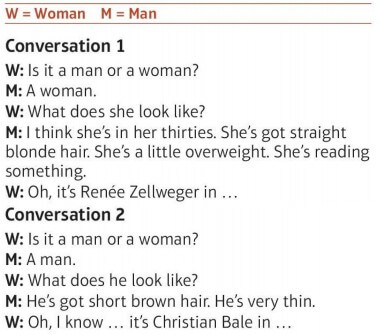 W = Woman M = Man
Conversation 1
W: Is it a man or a woman?
M: A woman.
W: What does she look like?
M: I think she's in her thirties. She's got straight
blonde hair. She's a little overweight. She's reading
something.
W: Oh, it's Renée Zellweger in …
Conversation 2
W: Is it a man or a woman?
M: A man.
W: What does he look like?
M: He's got short brown hair. He's very thin.
W: Oh, I know … it's Christian Bale in …